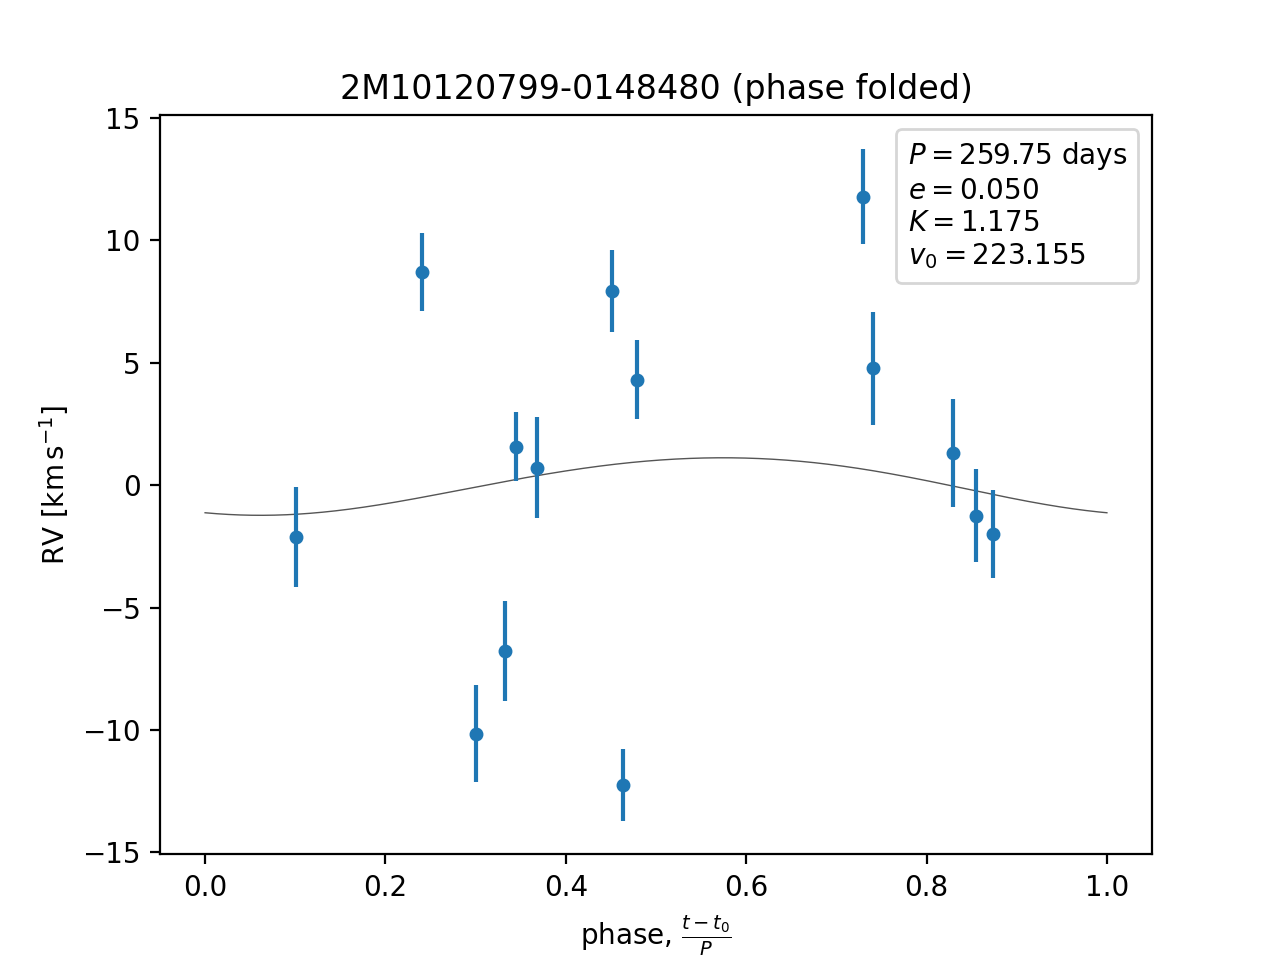 2M10120799-0148480 (phase folded)
P = 259.75 days
e = 0.050
K = 1.175
v₀ = 223.155
RV [km s⁻¹]
15
10
5
0
−5
−10
−15
0.0 0.2 0.4 0.6 0.8 1.0
phase, (t − t₀)/P